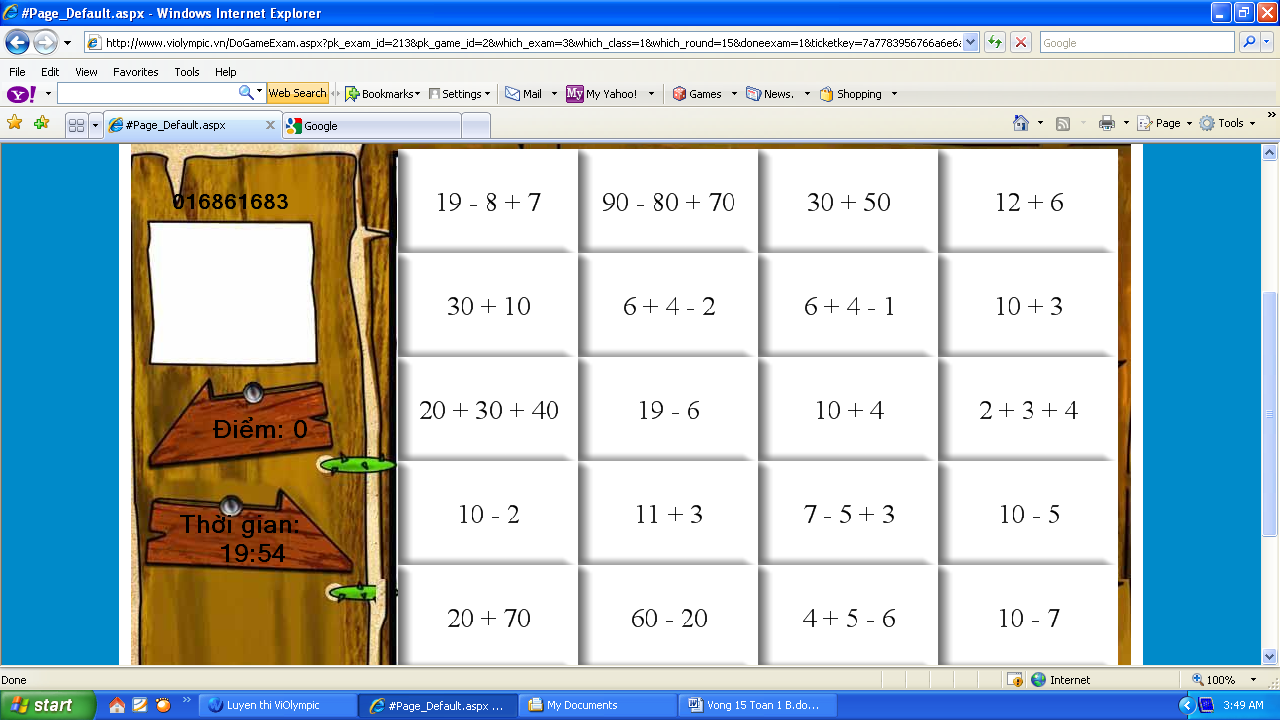 #Page_Default.aspx - Windows Internet Explorer
http://www.violympic.vn/DoGameExam.aspx?pk_exam_id=213&pk_game_id=2&which_exam=3&which_class=1&which_round=15&doneexam=1&ticketkey=7a7783956766a6e6
Google
File Edit View Favorites Tools Help
Y! Web Search Bookmarks Settings Mail My My Yahoo! Games News. Shopping
#Page_Default.aspx Google
Page Tools
016861683
19 - 8 + 7 90 - 80 + 70 30 + 50 12 + 6
30 + 10 6 + 4 - 2 6 + 4 - 1 10 + 3
20 + 30 + 40 19 - 6 10 + 4 2 + 3 + 4
Điểm: 0
10 - 2 11 + 3 7 - 5 + 3 10 - 5
Thời gian:
19:54
20 + 70 60 - 20 4 + 5 - 6 10 - 7
Done Internet 100%
start Luyen thi ViOlympic #Page_Default.aspx ... My Documents Vong 15 Toan 1 B.do... 3:49 AM